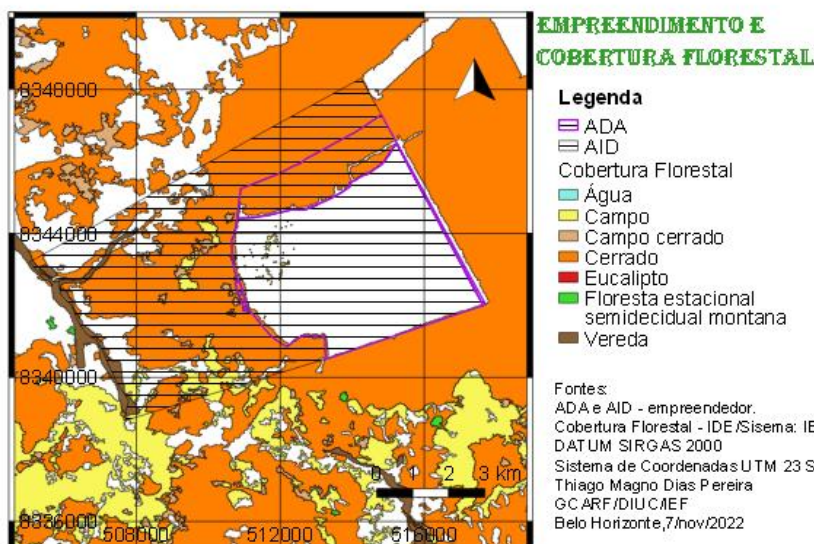 EMPREENDIMENTO E
COBERTURA FLORESTAL
Legenda
ADA
AID
Cobertura Florestal
Água
Campo
Campo cerrado
Cerrado
Eucalipto
Floresta estacional
semidecidual montana
Vereda
Fontes:
ADA e AID - empreendedor.
Cobertura Florestal - IDE/Sisema: IE
DATUM SIRGAS 2000
Sistema de Coordenadas UTM 23 S
Thiago Magno Dias Pereira
GCARF/DIUC/IEF
Belo Horizonte,7/nov/2022
8348000
8344000
8340000
0 1 2 3 km
8336000
508000 512000 516000